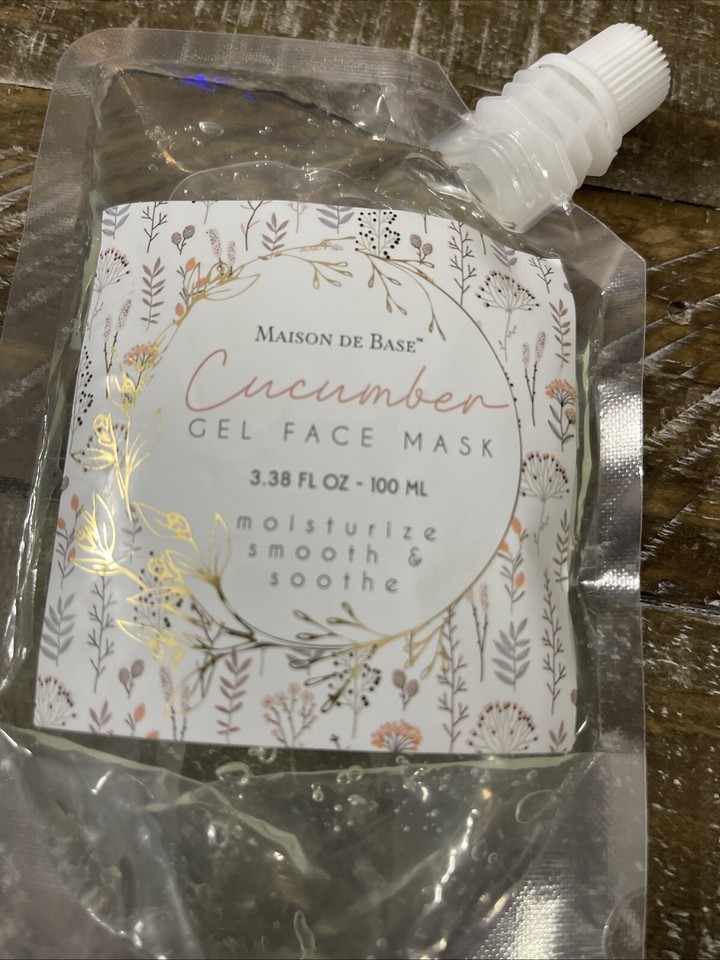 MAISON DE BASE™
Cucumber
GEL FACE MASK
3.38 FL OZ - 100 ML
moisturize
smooth &
soothe